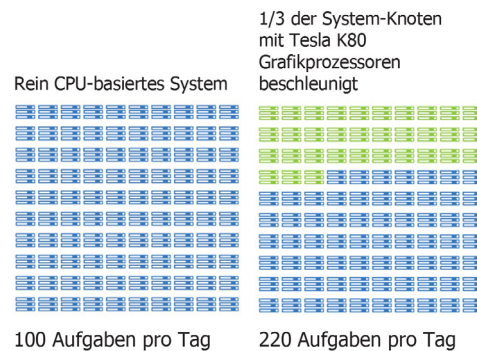 Rein CPU-basiertes System
1/3 der System-Knoten
mit Tesla K80
Grafikprozessoren
beschleunigt
100 Aufgaben pro Tag
220 Aufgaben pro Tag